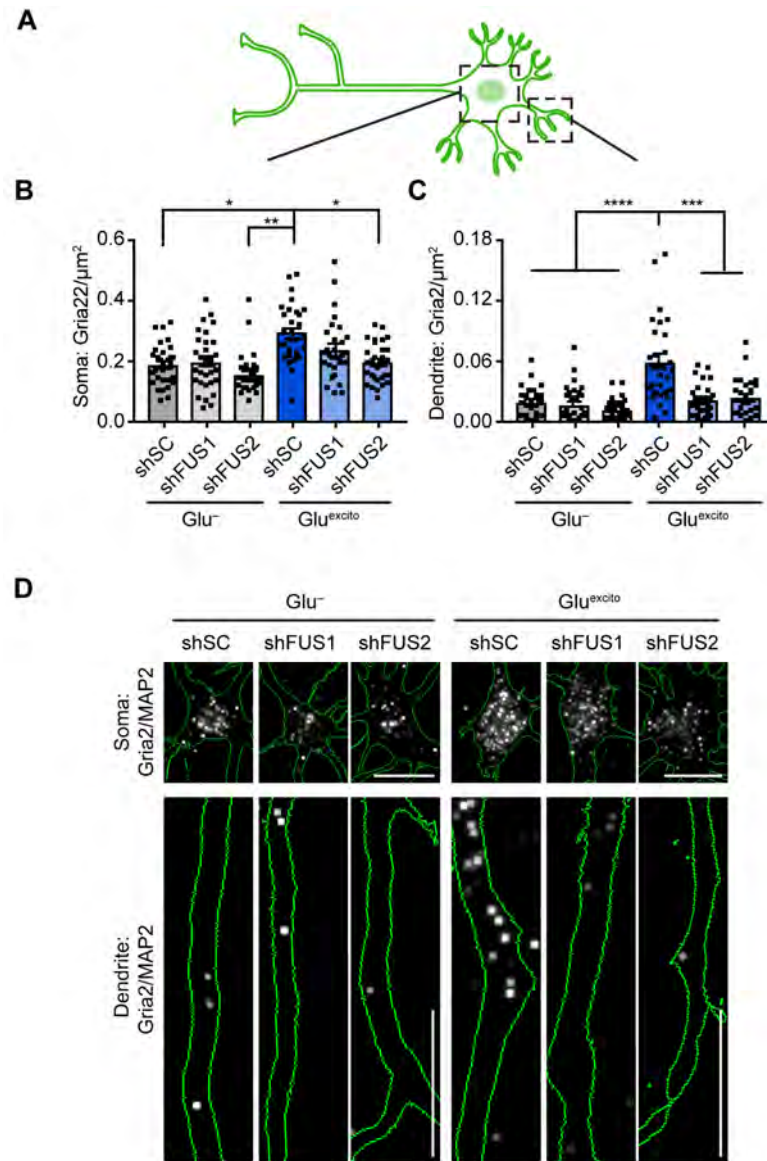 A
B
C
* *
**
**** ***
Soma: Gria22/µm²
0.6
0.4
0.2
0.0
shSC shFUS1 shFUS2 shSC shFUS1 shFUS2
Glu⁻ Glu^excito
Dendrite: Gria2/µm²
0.18
0.12
0.06
0.00
shSC shFUS1 shFUS2 shSC shFUS1 shFUS2
Glu⁻ Glu^excito
D
Glu⁻ Glu^excito
shSC shFUS1 shFUS2 shSC shFUS1 shFUS2
Soma:
Gria2/MAP2
Dendrite:
Gria2/MAP2